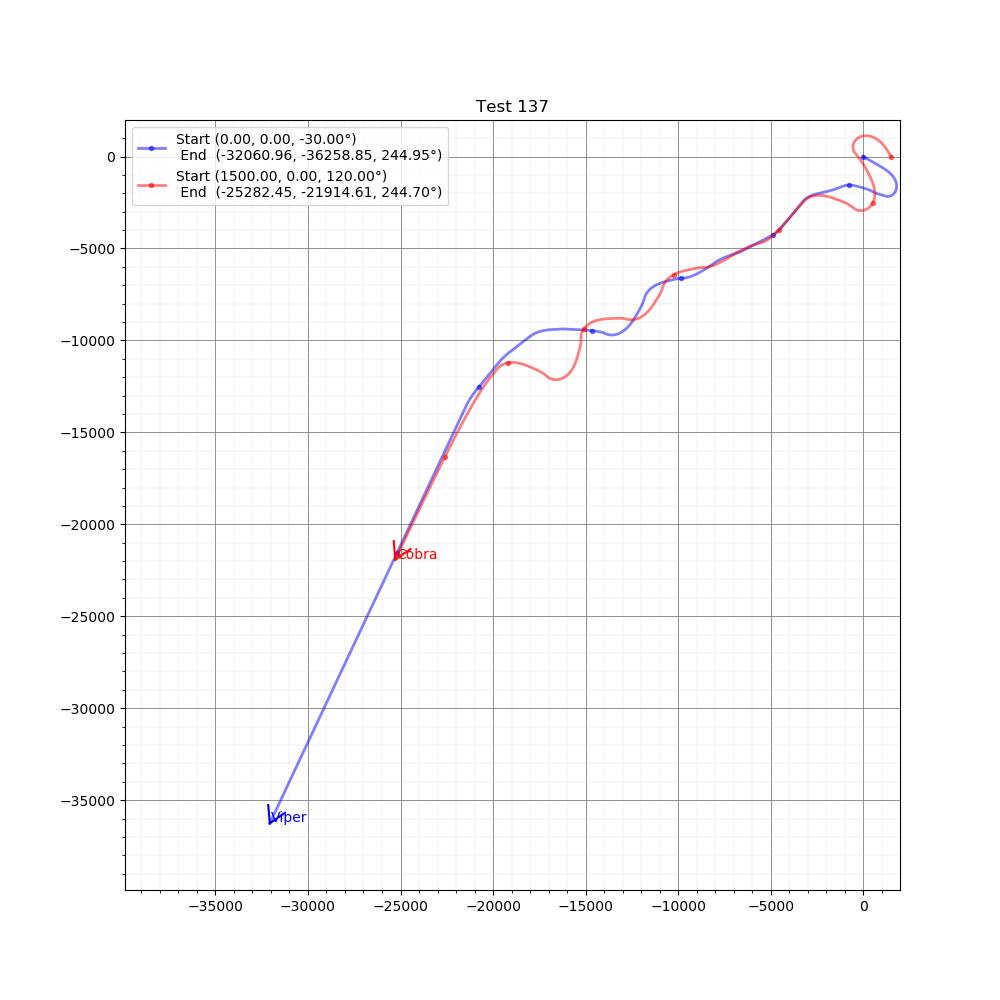 Test 137
Start (0.00, 0.00, -30.00°)
End (-32060.96, -36258.85, 244.95°)
Start (1500.00, 0.00, 120.00°)
End (-25282.45, -21914.61, 244.70°)
0
−5000
−10000
−15000
−20000
−25000
−30000
−35000
Cobra
Viper
−35000 −30000 −25000 −20000 −15000 −10000 −5000 0